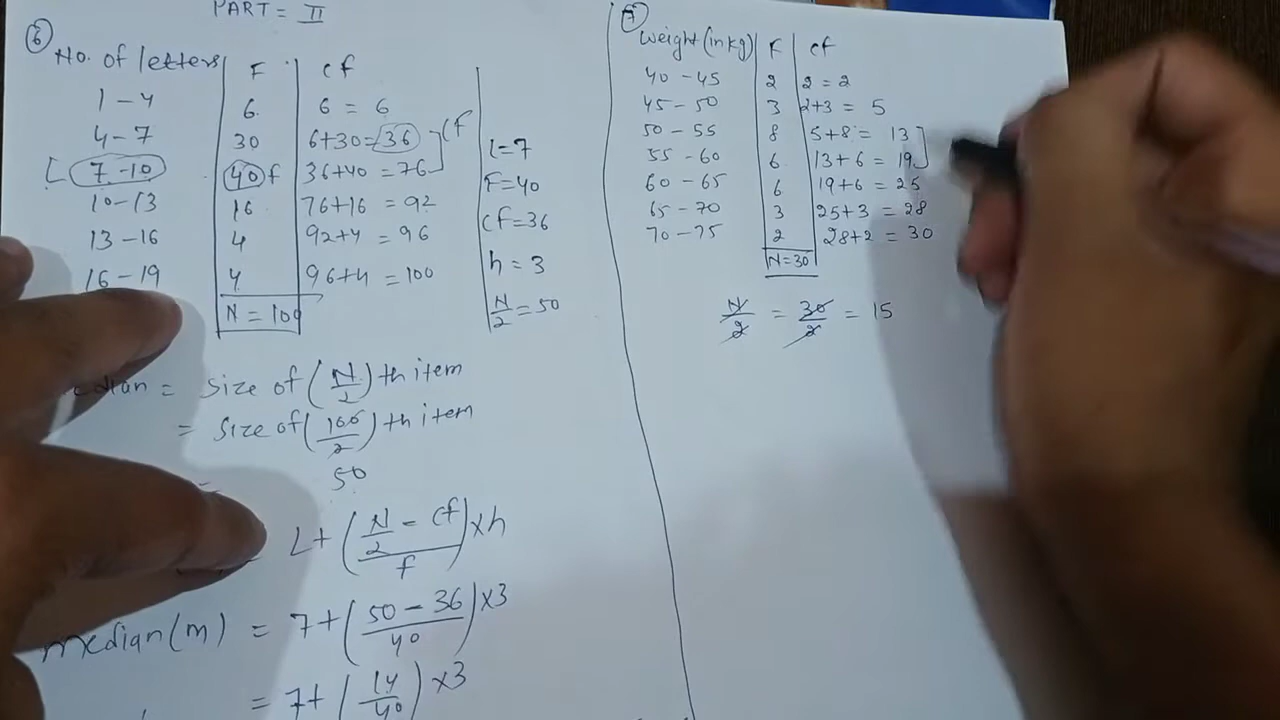 PART = II
6
No. of letters F cf
1 - 4 6 6 = 6
4 - 7 30 6+30=36 cf
7 - 10 40 f 36+40 = 76
10 - 13 16 76+16 = 92
13 - 16 4 92+4 = 96
16 - 19 4 96+4 = 100
N = 100
l = 7
F = 40
cf = 36
h = 3
N/2 = 50
edian = size of (N/2) th item
= size of (100/2) th item
50
L + (N/2 - cf / f) × h
median (m) = 7 + (50 - 36 / 40) × 3
= 7 + (14 / 40) × 3
7
Weight (in kg) F cf
40 - 45 2 2 = 2
45 - 50 3 2+3 = 5
50 - 55 8 5+8 = 13
55 - 60 6 13+6 = 19
60 - 65 6 19+6 = 25
65 - 70 3 25+3 = 28
70 - 75 2 28+2 = 30
N = 30
N/2 = 30/2 = 15